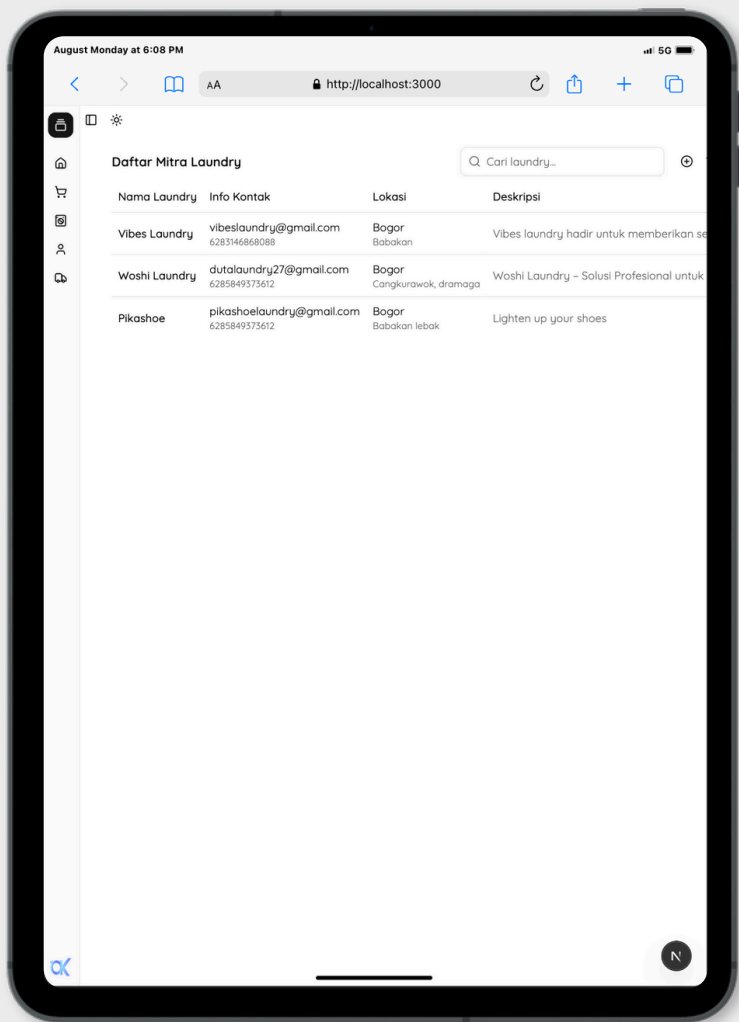 August Monday at 6:08 PM
5G
AA
http://localhost:3000
Daftar Mitra Laundry
Cari laundry...
Nama Laundry Info Kontak Lokasi Deskripsi
Vibes Laundry vibeslaundry@gmail.com Bogor Vibes laundry hadir untuk memberikan se
6283146868088 Babakan
Woshi Laundry dutalaundry27@gmail.com Bogor Woshi Laundry – Solusi Profesional untuk
6285849373612 Cangkurawok, dramaga
Pikashoe pikashoelaundry@gmail.com Bogor Lighten up your shoes
6285849373612 Babakan lebak
N